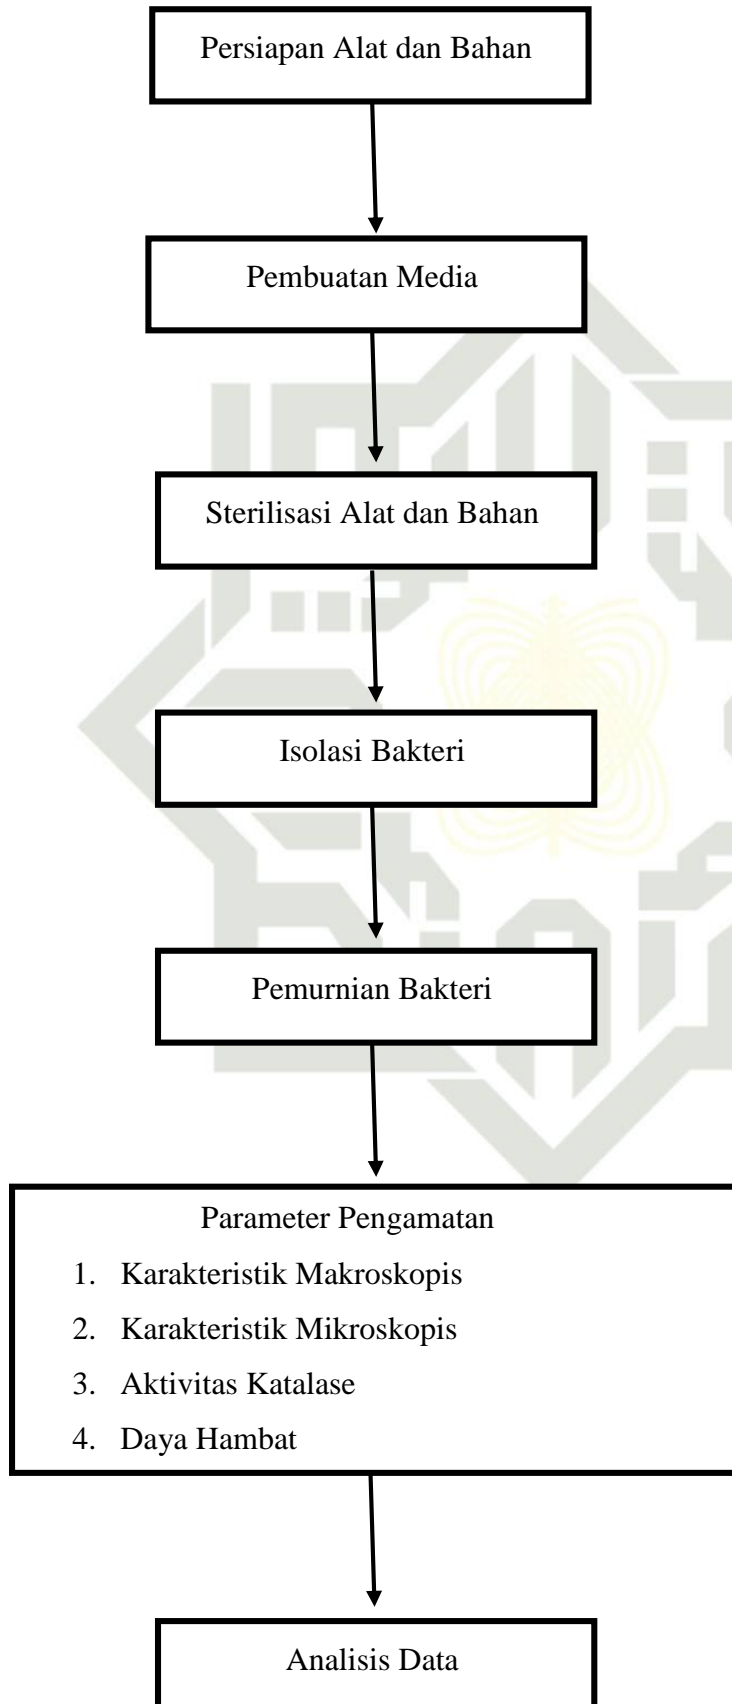 Persiapan Alat dan Bahan
Pembuatan Media
Sterilisasi Alat dan Bahan
Isolasi Bakteri
Pemurnian Bakteri
Parameter Pengamatan
1. Karakteristik Makroskopis
2. Karakteristik Mikroskopis
3. Aktivitas Katalase
4. Daya Hambat
Analisis Data